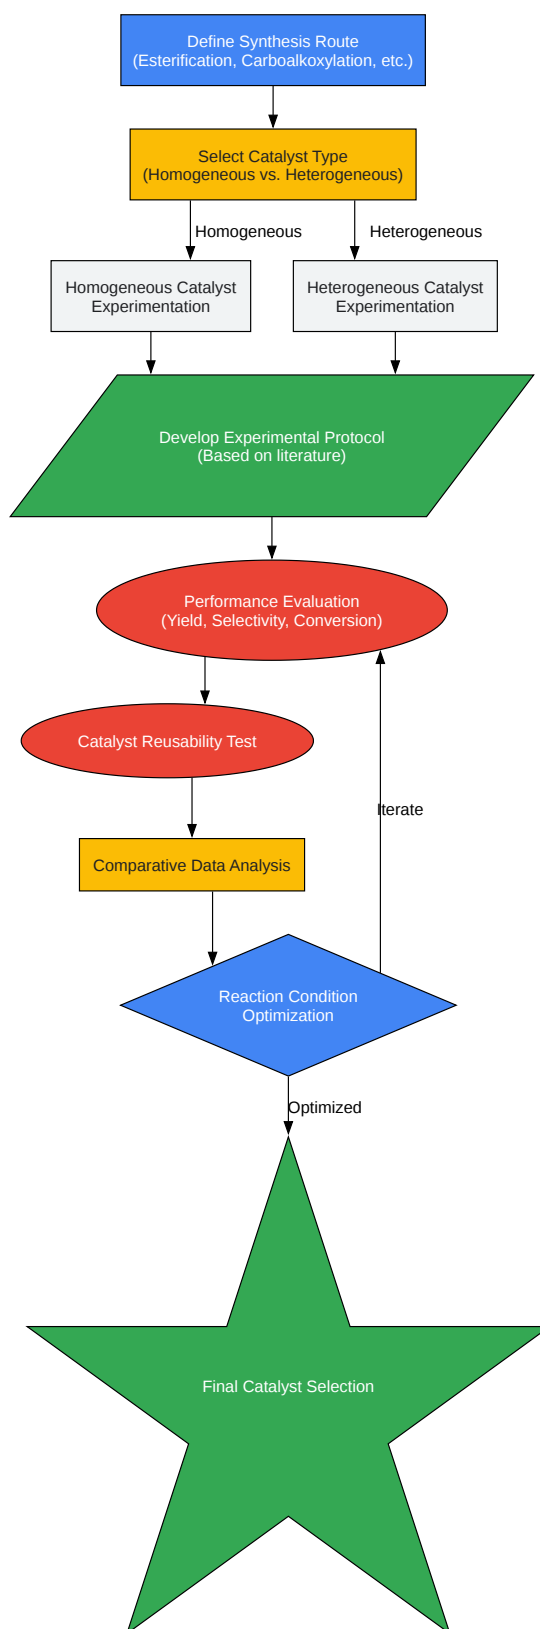 Define Synthesis Route
(Esterification, Carboalkoxylation, etc.)
Select Catalyst Type
(Homogeneous vs. Heterogeneous)
Homogeneous
Heterogeneous
Homogeneous Catalyst
Experimentation
Heterogeneous Catalyst
Experimentation
Develop Experimental Protocol
(Based on literature)
Performance Evaluation
(Yield, Selectivity, Conversion)
Catalyst Reusability Test
Iterate
Comparative Data Analysis
Reaction Condition
Optimization
Optimized
Final Catalyst Selection